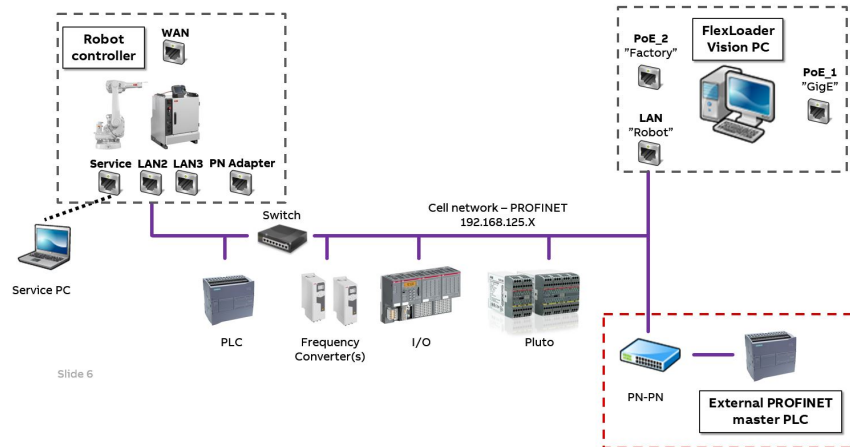 Robot
controller
WAN
Service
LAN2
LAN3
PN Adapter
PoE_2
"Factory"
FlexLoader
Vision PC
PoE_1
"GigE"
LAN
"Robot"
Switch
Cell network – PROFINET
192.168.125.X
Service PC
PLC
Frequency
Converter(s)
I/O
Pluto
PN-PN
External PROFINET
master PLC
Slide 6